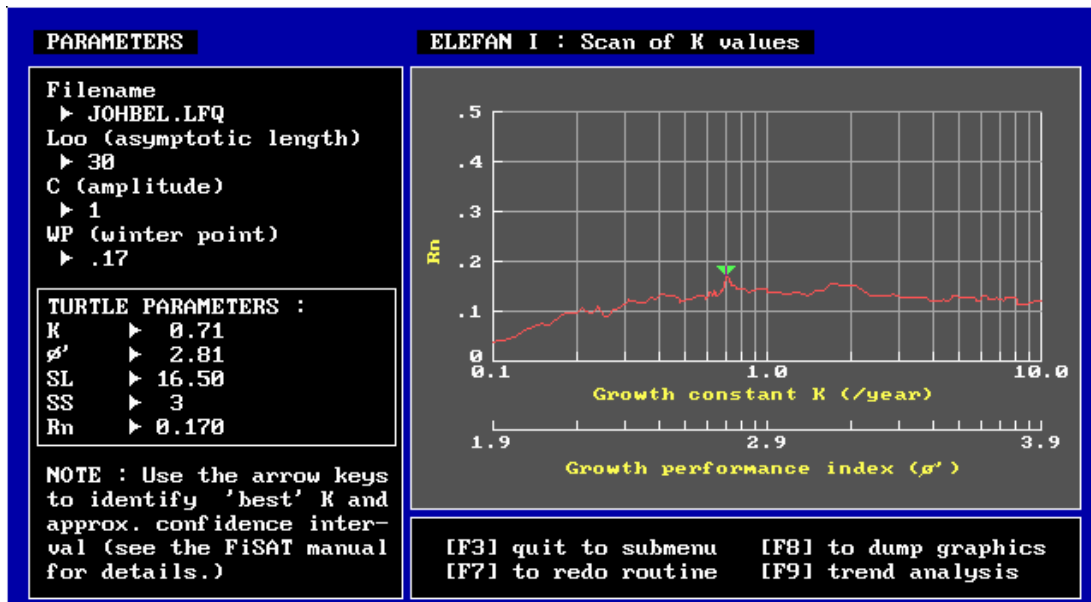 PARAMETERS
Filename
► JOHBEL.LFQ
Loo (asymptotic length)
► 30
C (amplitude)
► 1
WP (winter point)
► .17
TURTLE PARAMETERS :
K ► 0.71
ø' ► 2.81
SL ► 16.50
SS ► 3
Rn ► 0.170
NOTE : Use the arrow keys
to identify 'best' K and
approx. confidence inter-
val (see the FiSAT manual
for details.)
ELEFAN I : Scan of K values
.5
.4
.3
.2
.1
0
Rn
0.1 1.0 10.0
Growth constant K (/year)
1.9 2.9 3.9
Growth performance index (ø')
[F3] quit to submenu [F8] to dump graphics
[F7] to redo routine [F9] trend analysis